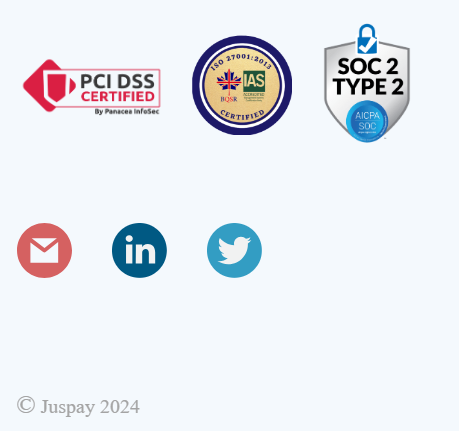 PCI DSS
CERTIFIED
By Panacea InfoSec
ISO 27001:2013
IAS
BQSR
CERTIFIED
SOC 2
TYPE 2
AICPA
SOC
in
© Juspay 2024